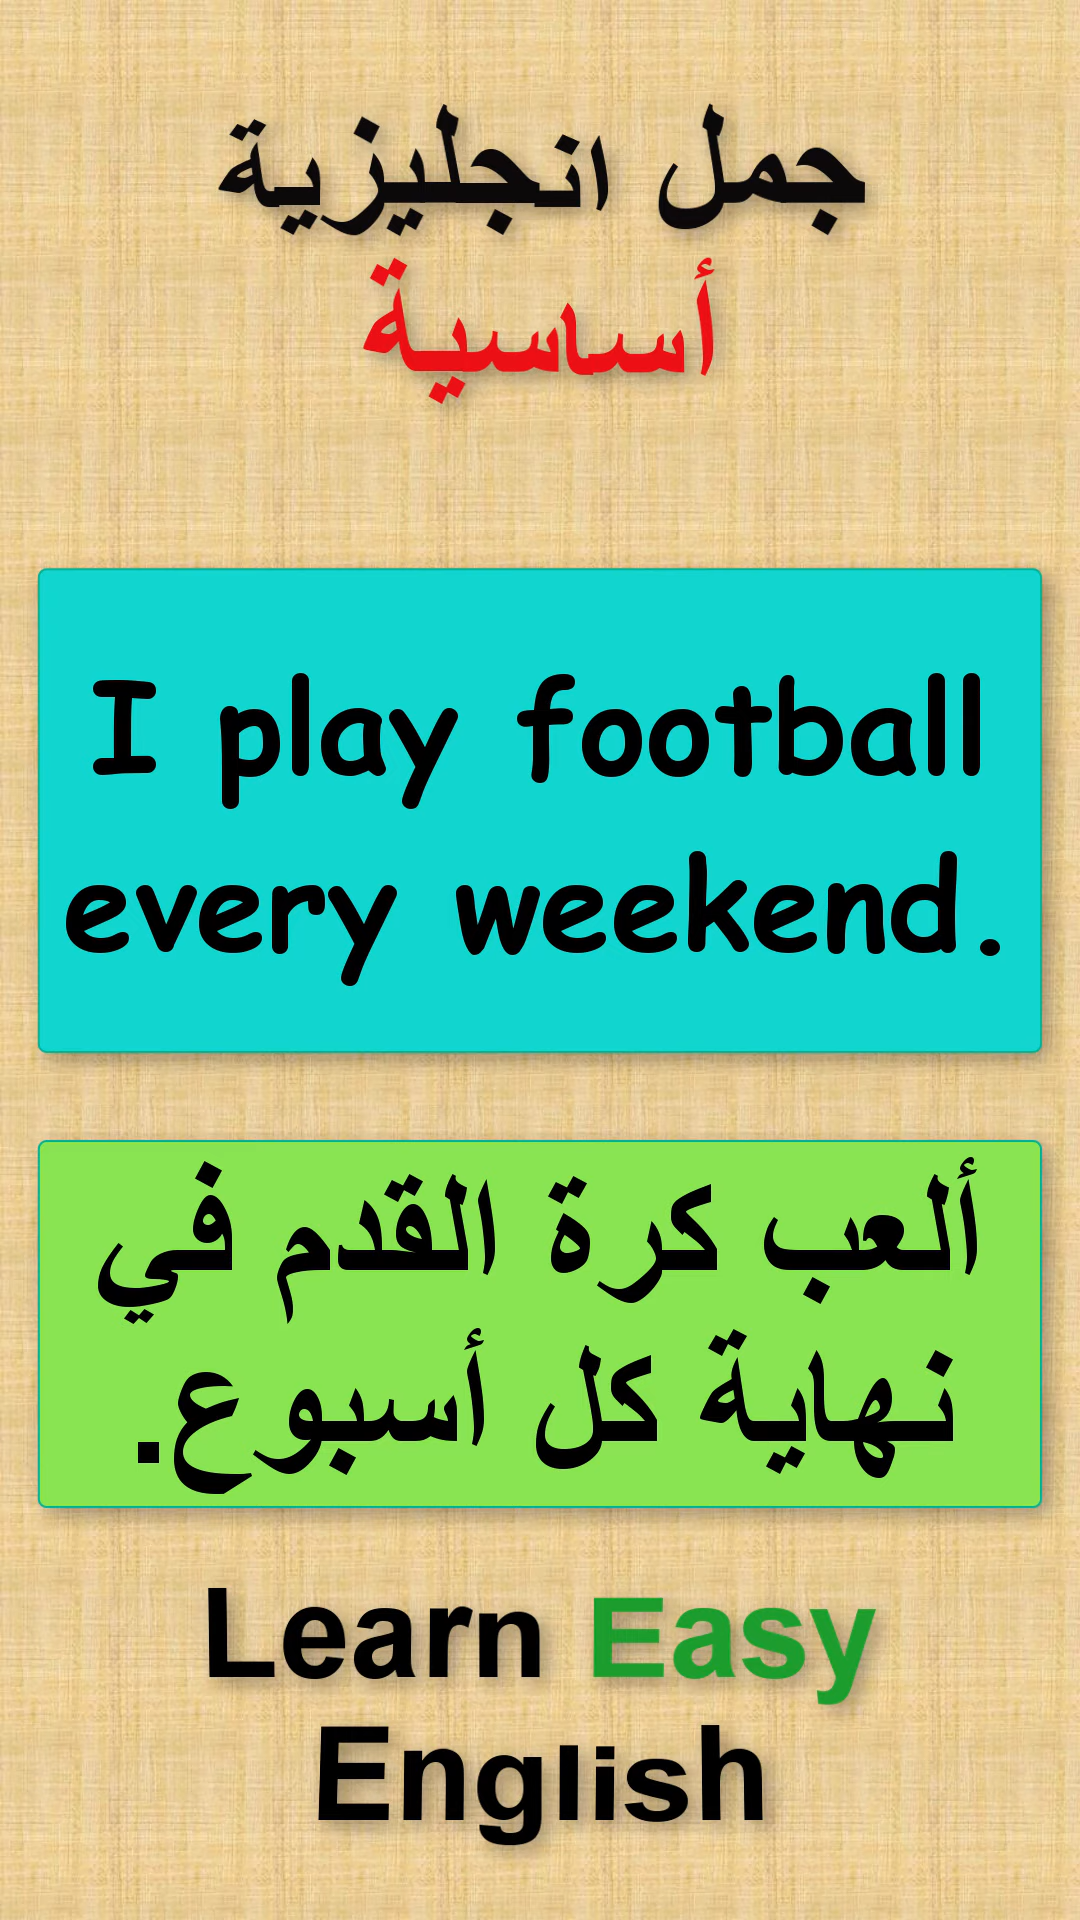 جمل انجليزية
أساسية
I play football
every weekend.
ألعب كرة القدم في
نهاية كل أسبوع.
Learn Easy
English